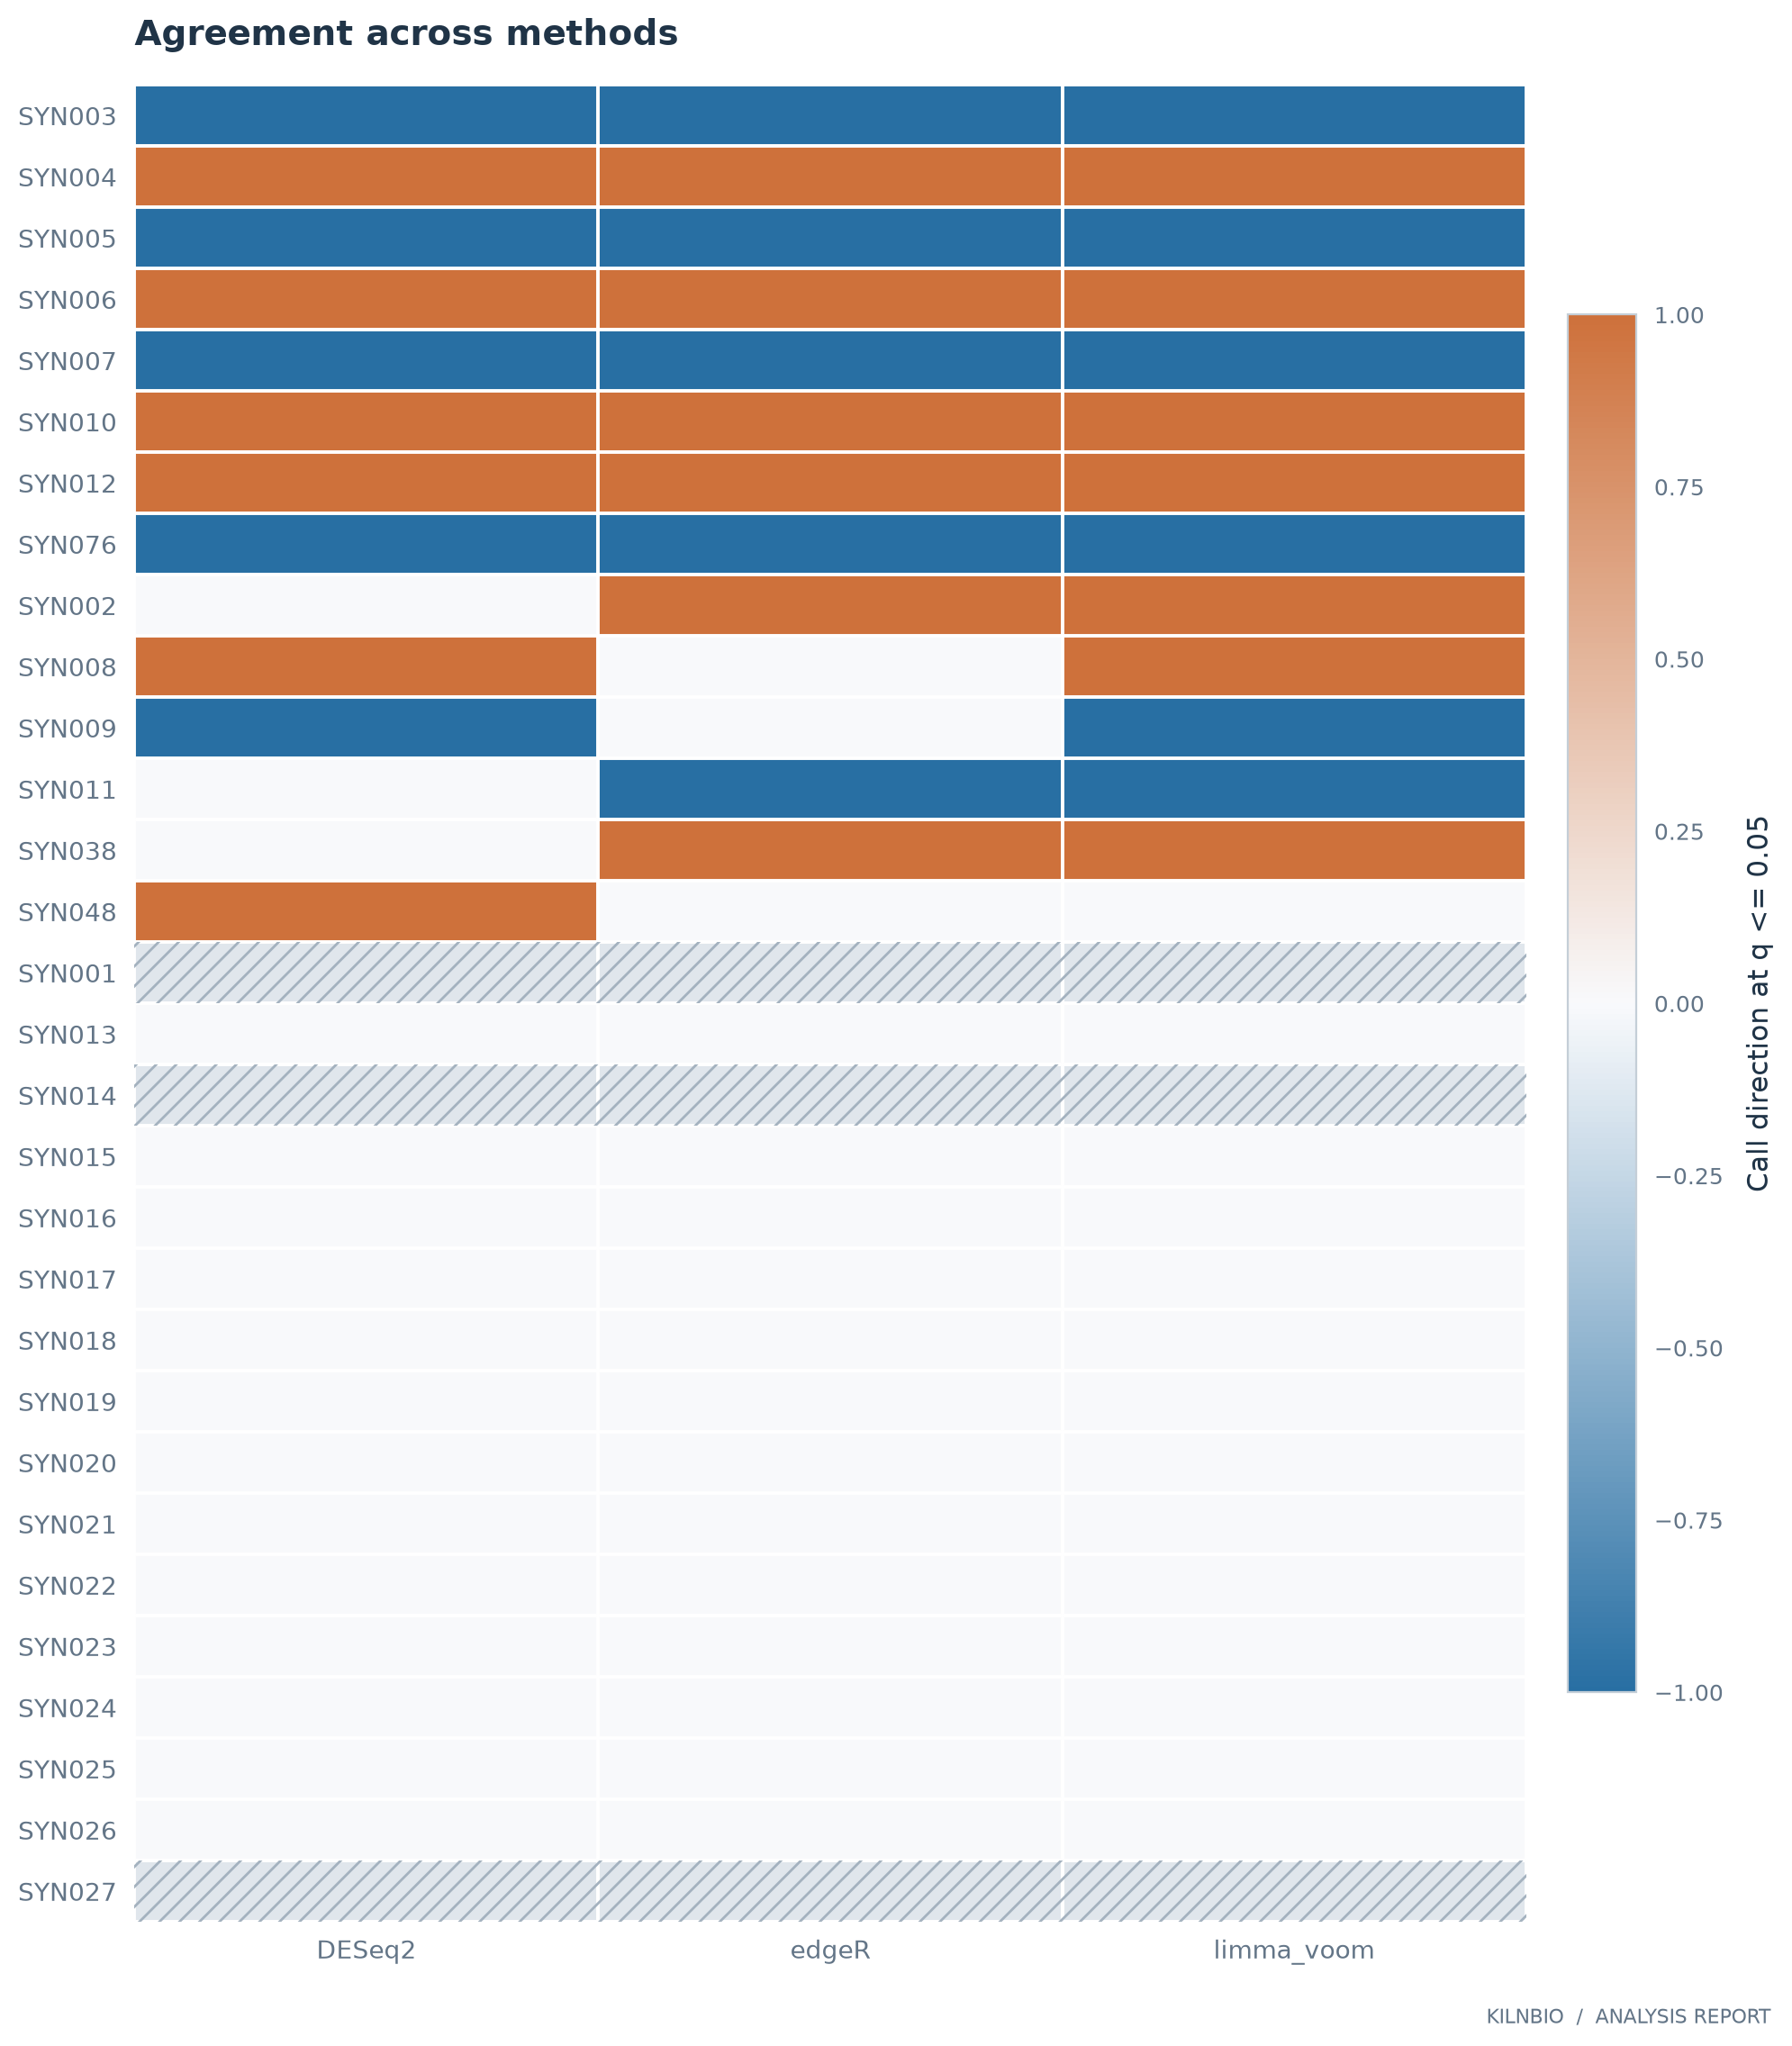 Agreement across methods
SYN003
SYN004
SYN005
SYN006
SYN007
SYN010
SYN012
SYN076
SYN002
SYN008
SYN009
SYN011
SYN038
SYN048
SYN001
SYN013
SYN014
SYN015
SYN016
SYN017
SYN018
SYN019
SYN020
SYN021
SYN022
SYN023
SYN024
SYN025
SYN026
SYN027
DESeq2
edgeR
limma_voom
1.00
0.75
0.50
0.25
0.00
−0.25
−0.50
−0.75
−1.00
Call direction at q <= 0.05
KILNBIO / ANALYSIS REPORT